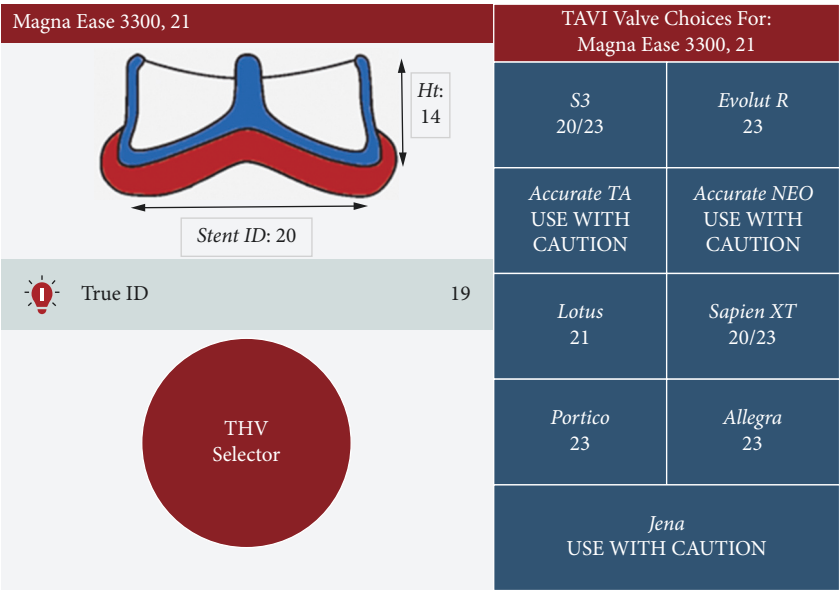 Magna Ease 3300, 21
Ht:
14
Stent ID: 20
True ID 19
THV
Selector
TAVI Valve Choices For:
Magna Ease 3300, 21
S3
20/23
Evolut R
23
Accurate TA
USE WITH
CAUTION
Accurate NEO
USE WITH
CAUTION
Lotus
21
Sapien XT
20/23
Portico
23
Allegra
23
Jena
USE WITH CAUTION